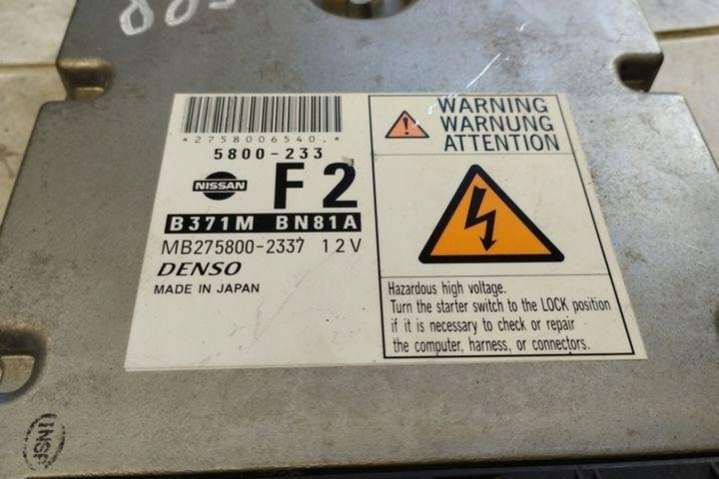 *2758006540.*
5800-233
NISSAN
F2
B371M BN81A
MB275800-2337 12V
DENSO
MADE IN JAPAN
WARNING
WARNUNG
ATTENTION
Hazardous high voltage.
Turn the starter switch to the LOCK position
if it is necessary to check or repair
the computer, harness, or connectors.